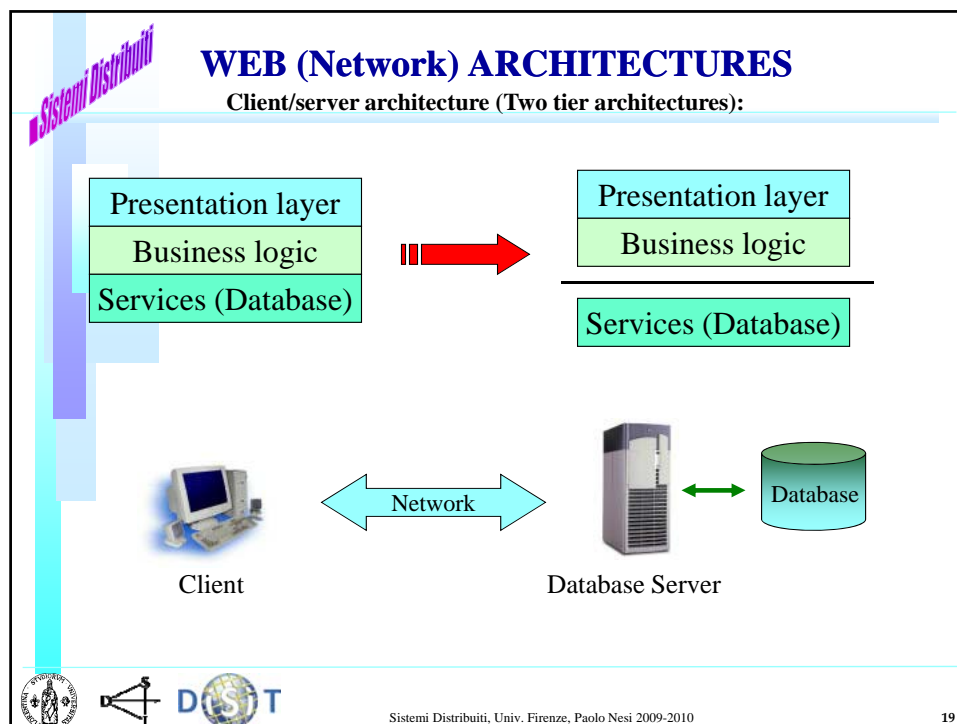 Sistemi Distribuiti
WEB (Network) ARCHITECTURES
Client/server architecture (Two tier architectures):
Presentation layer
Business logic
Services (Database)
Presentation layer
Business logic
Services (Database)
Network
Database
Client
Database Server
DISIT
Sistemi Distribuiti, Univ. Firenze, Paolo Nesi 2009-2010
19